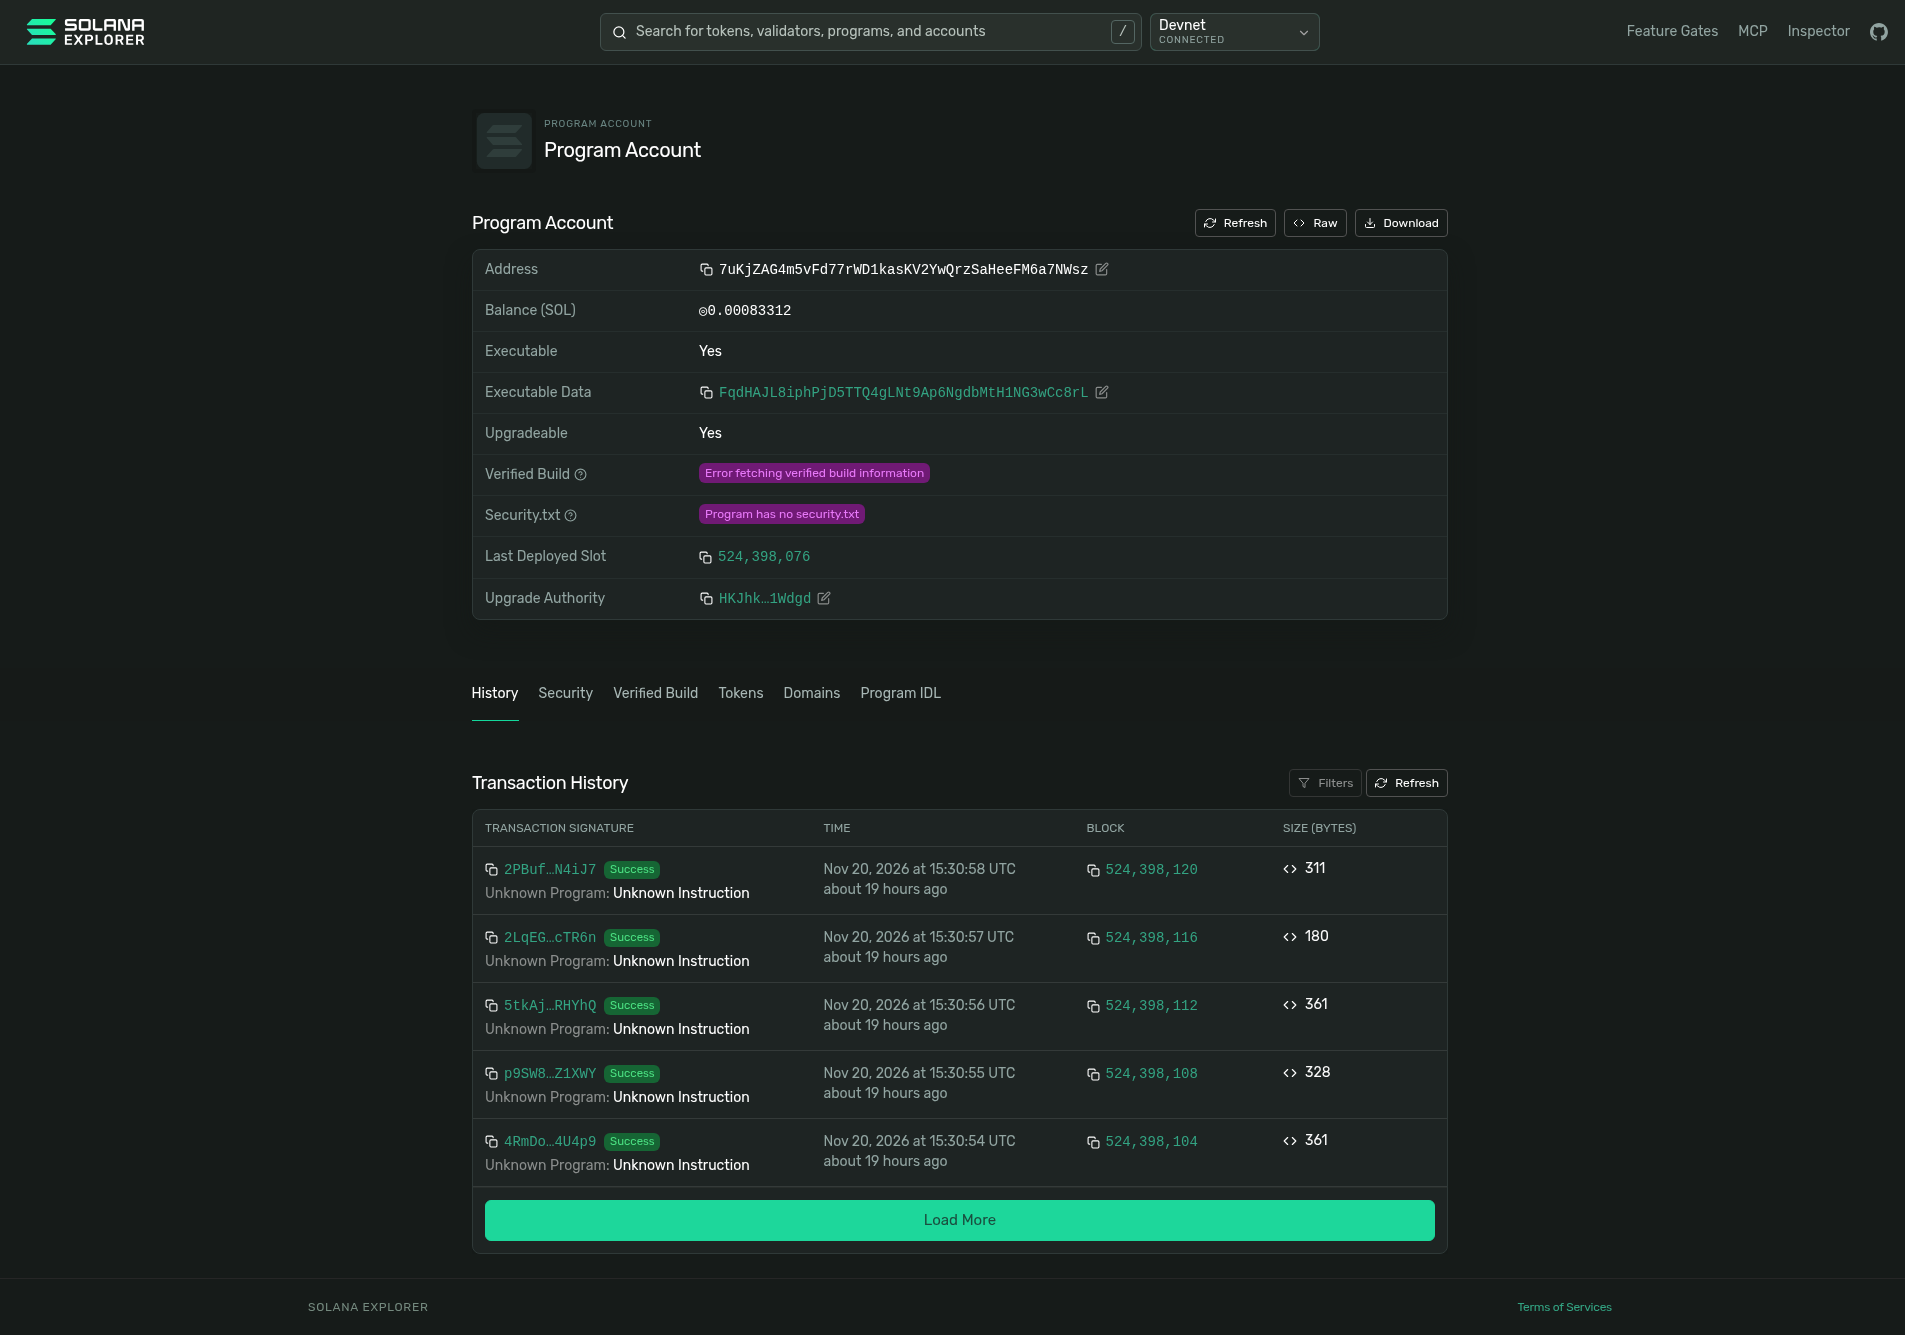 SOLANA
EXPLORER
Search for tokens, validators, programs, and accounts
/
Devnet
CONNECTED
Feature Gates
MCP
Inspector
PROGRAM ACCOUNT
Program Account
Program Account
Refresh
Raw
Download
Address
7uKjZAG4m5vFd77rWD1kasKV2YwQrzSaHeeFM6a7NWsz
Balance (SOL)
◎0.00083312
Executable
Yes
Executable Data
FqdHAJL8iphPjD5TTQ4gLNt9Ap6NgdbMtH1NG3wCc8rL
Upgradeable
Yes
Verified Build
Error fetching verified build information
Security.txt
Program has no security.txt
Last Deployed Slot
524,398,076
Upgrade Authority
HKJhk…1Wdgd
History
Security
Verified Build
Tokens
Domains
Program IDL
Transaction History
Filters
Refresh
TRANSACTION SIGNATURE
TIME
BLOCK
SIZE (BYTES)
2PBuf…N4iJ7 Success
Unknown Program: Unknown Instruction
Nov 20, 2026 at 15:30:58 UTC
about 19 hours ago
524,398,120
311
2LqEG…cTR6n Success
Unknown Program: Unknown Instruction
Nov 20, 2026 at 15:30:57 UTC
about 19 hours ago
524,398,116
180
5tkAj…RHYhQ Success
Unknown Program: Unknown Instruction
Nov 20, 2026 at 15:30:56 UTC
about 19 hours ago
524,398,112
361
p9SW8…Z1XWY Success
Unknown Program: Unknown Instruction
Nov 20, 2026 at 15:30:55 UTC
about 19 hours ago
524,398,108
328
4RmDo…4U4p9 Success
Unknown Program: Unknown Instruction
Nov 20, 2026 at 15:30:54 UTC
about 19 hours ago
524,398,104
361
Load More
SOLANA EXPLORER
Terms of Services